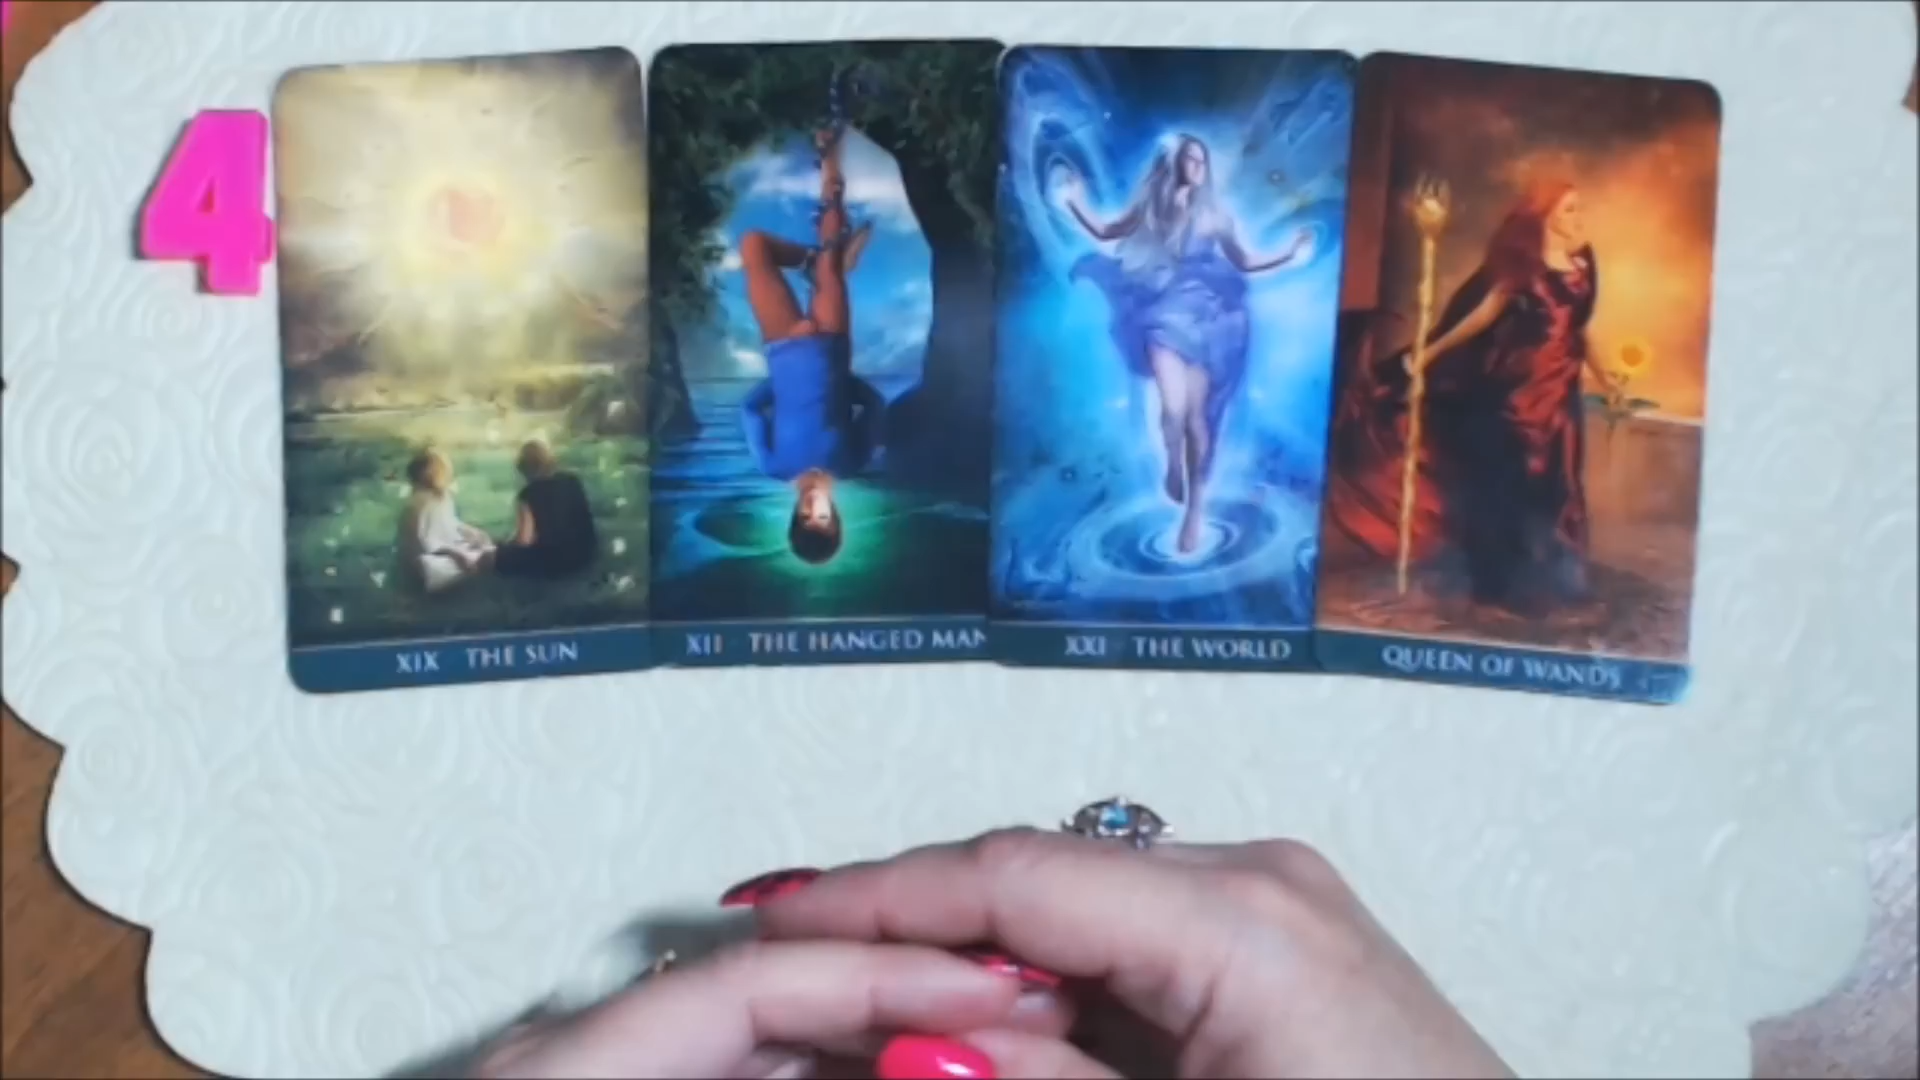 4
XIX THE SUN
XII THE HANGED MAN
XXI THE WORLD
QUEEN OF WANDS